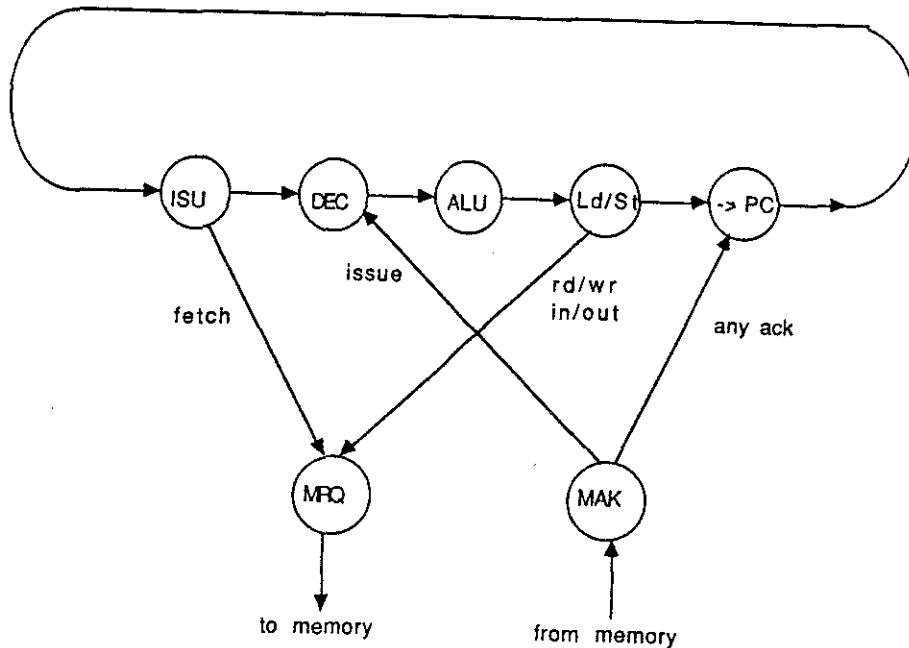 ISU
DEC
ALU
Ld/St
-> PC
fetch
issue
rd/wr
in/out
any ack
MRQ
MAK
to memory
from memory